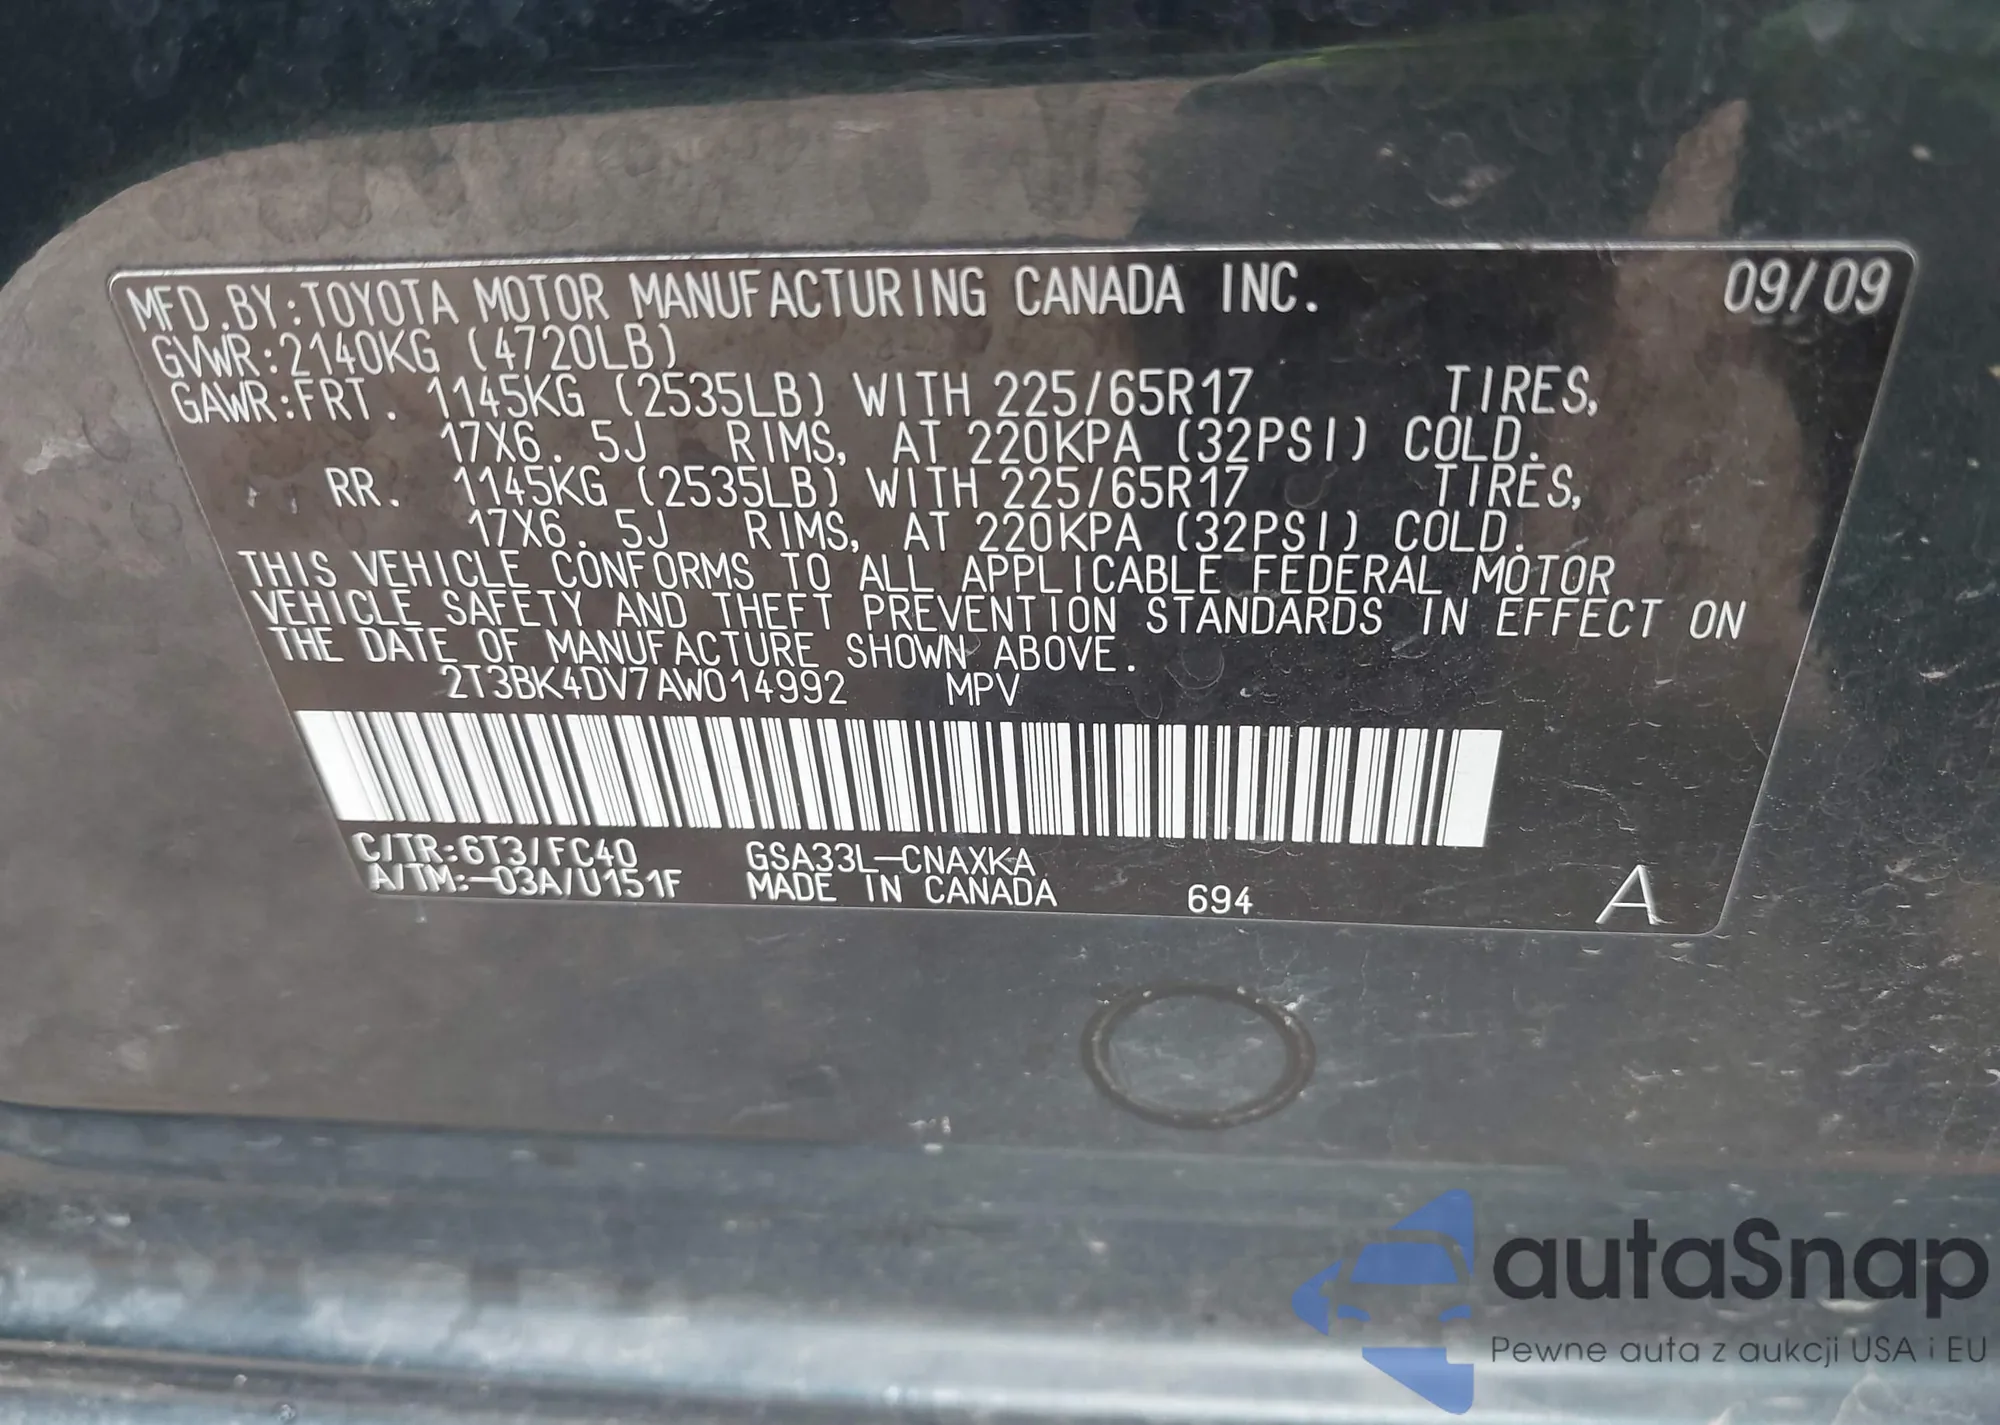 MFD.BY:TOYOTA MOTOR MANUFACTURING CANADA INC. 09/09
GVWR:2140KG (4720LB)
GAWR:FRT. 1145KG (2535LB) WITH 225/65R17 TIRES,
17X6.5J RIMS, AT 220KPA (32PSI) COLD.
RR. 1145KG (2535LB) WITH 225/65R17 TIRES,
17X6.5J RIMS, AT 220KPA (32PSI) COLD.
THIS VEHICLE CONFORMS TO ALL APPLICABLE FEDERAL MOTOR
VEHICLE SAFETY AND THEFT PREVENTION STANDARDS IN EFFECT ON
THE DATE OF MANUFACTURE SHOWN ABOVE.
2T3BK4DV7AW014992 MPV
C/TR:6T3/FC40 GSA33L-CNAXKA
A/TM:-03A/U151F MADE IN CANADA 694 A
autaSnap
Pewne auta z aukcji USA i EU